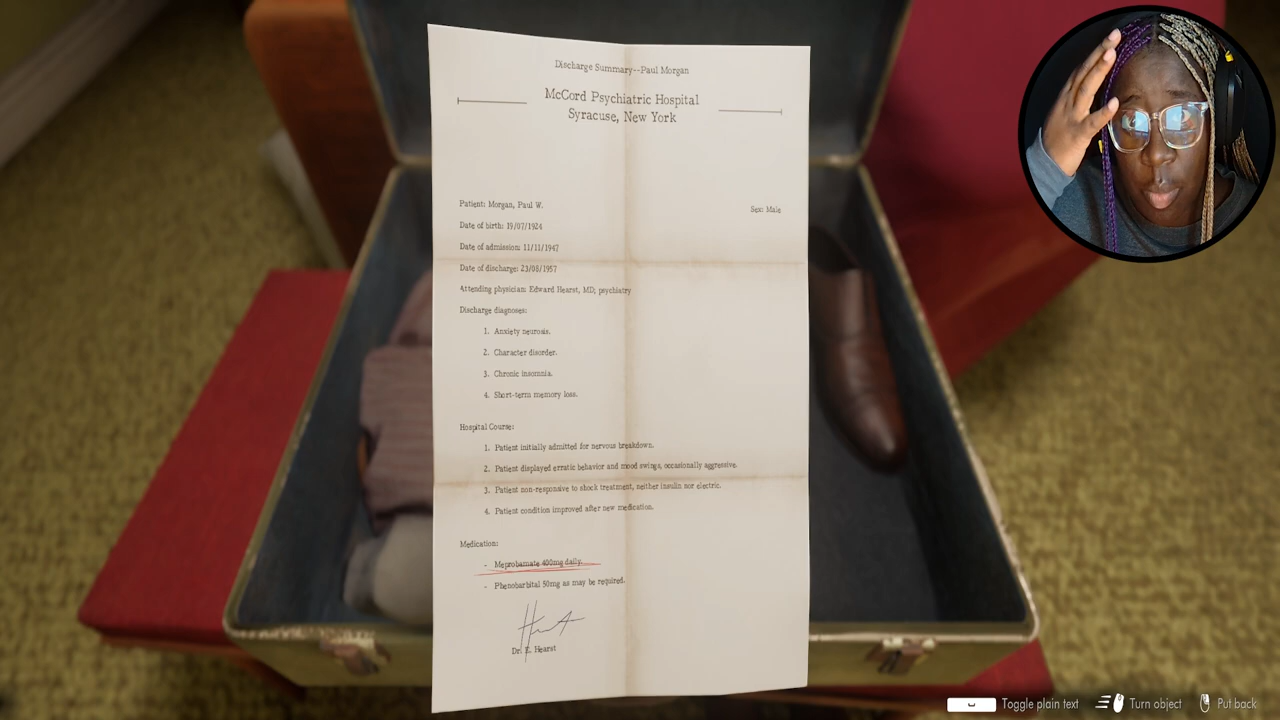 Discharge Summary--Paul Morgan
McCord Psychiatric Hospital
Syracuse, New York
Patient: Morgan, Paul W.
Sex: Male
Date of birth: 19/07/1924
Date of admission: 11/11/1947
Date of discharge: 23/08/1957
Attending physician: Edward Hearst, MD; psychiatry
Discharge diagnoses:
1. Anxiety neurosis.
2. Character disorder.
3. Chronic insomnia.
4. Short-term memory loss.
Hospital Course:
1. Patient initially admitted for nervous breakdown.
2. Patient displayed erratic behavior and mood swings, occasionally aggressive.
3. Patient non-responsive to shock treatment, neither insulin nor electric.
4. Patient condition improved after new medication.
Medication:
- Meprobamate 400mg daily.
- Phenobarbital 50mg as may be required.
Dr. E. Hearst
Toggle plain text
Turn object
Put back